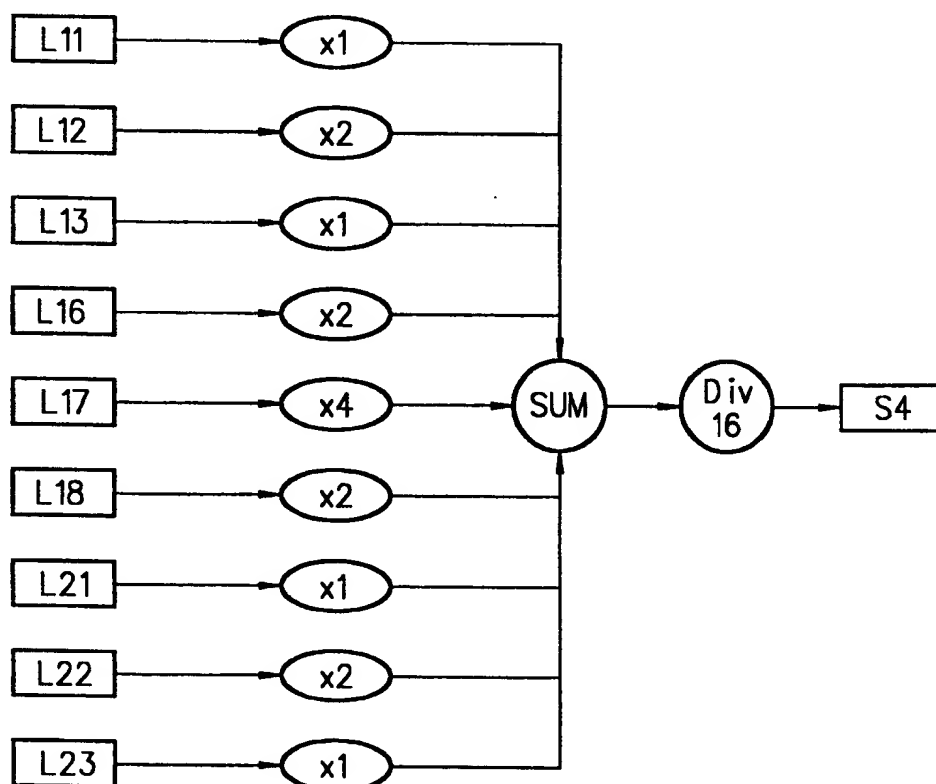 L11 x1
L12 x2
L13 x1
L16 x2
L17 x4 SUM Div 16 S4
L18 x2
L21 x1
L22 x2
L23 x1